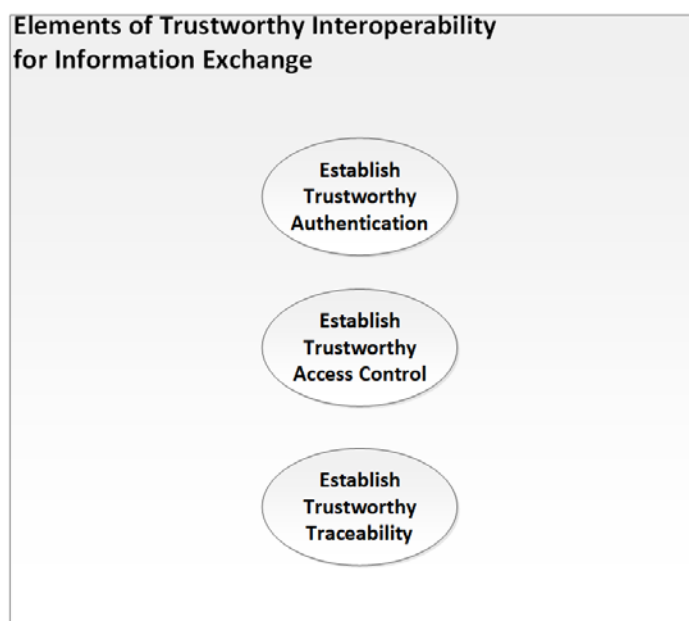 Elements of Trustworthy Interoperability
for Information Exchange
Establish
Trustworthy
Authentication
Establish
Trustworthy
Access Control
Establish
Trustworthy
Traceability